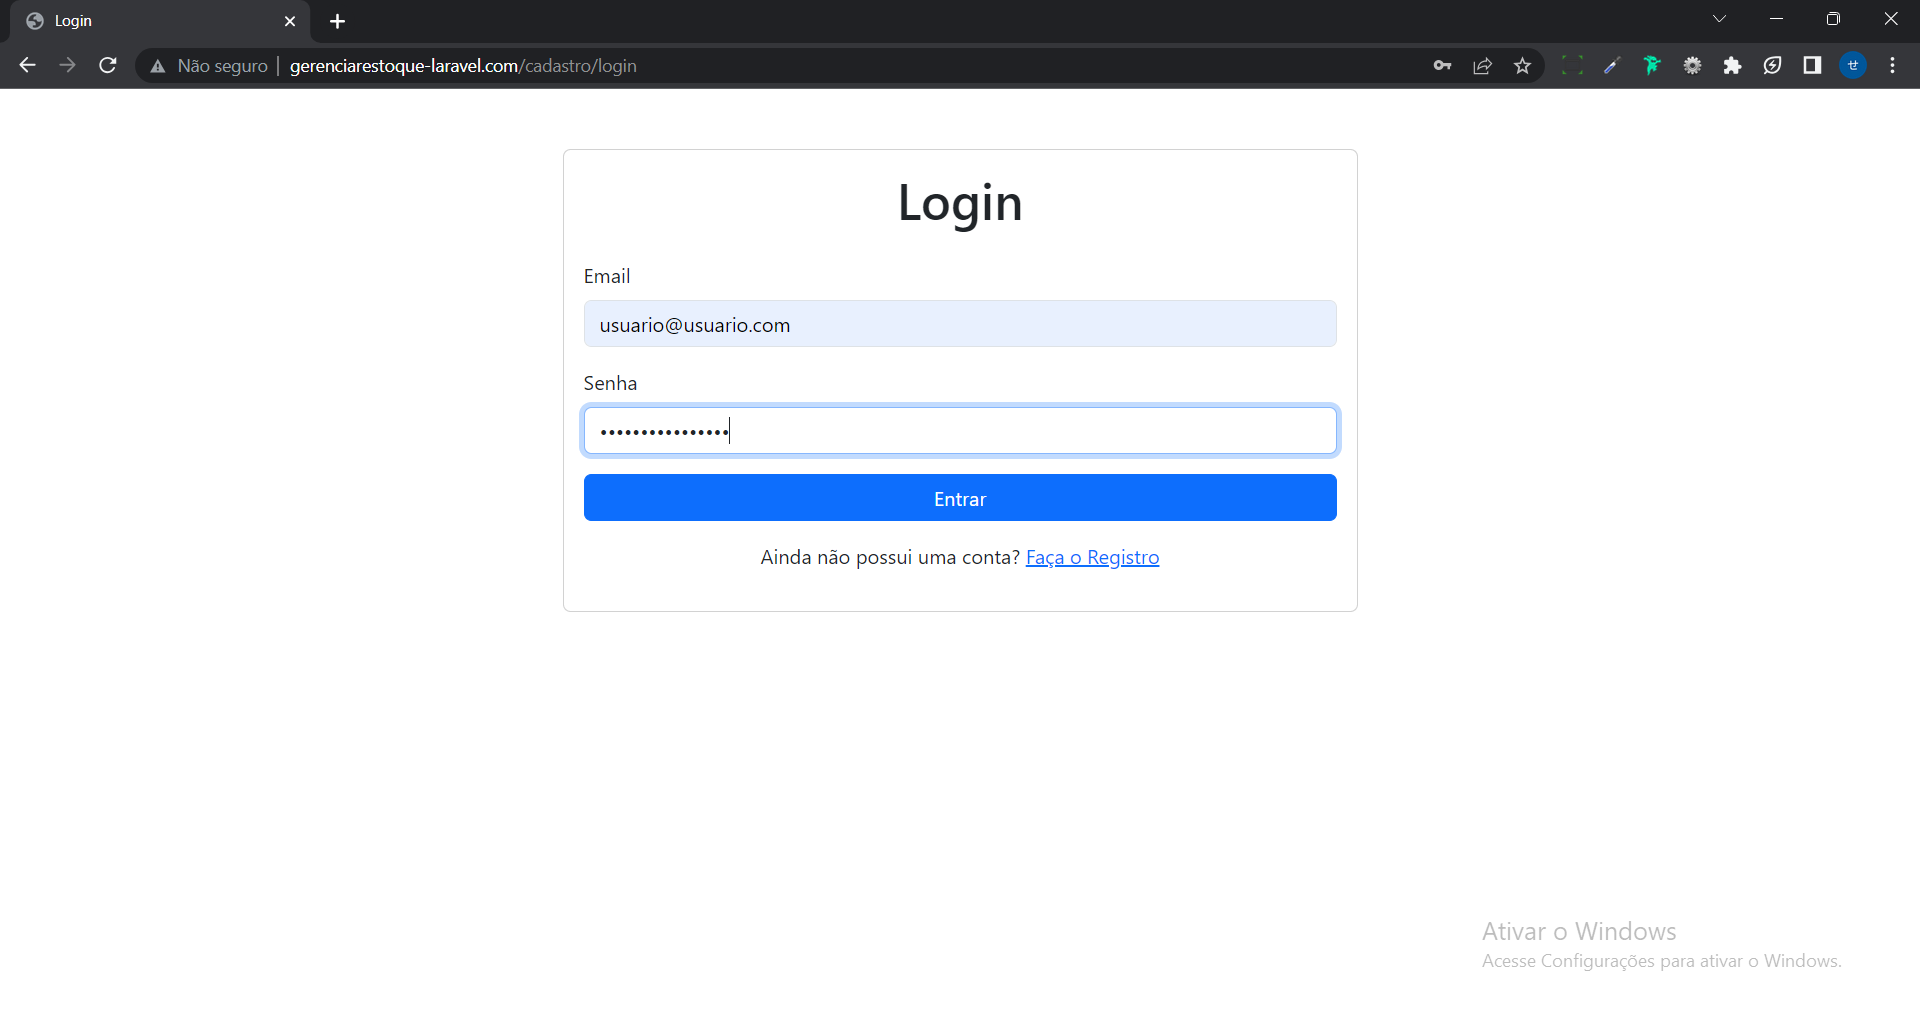 Login
Não seguro
gerenciarestoque-laravel.com/cadastro/login
せ
Login
Email
usuario@usuario.com
Senha
••••••••••••••••
Entrar
Ainda não possui uma conta? Faça o Registro
Ativar o Windows
Acesse Configurações para ativar o Windows.